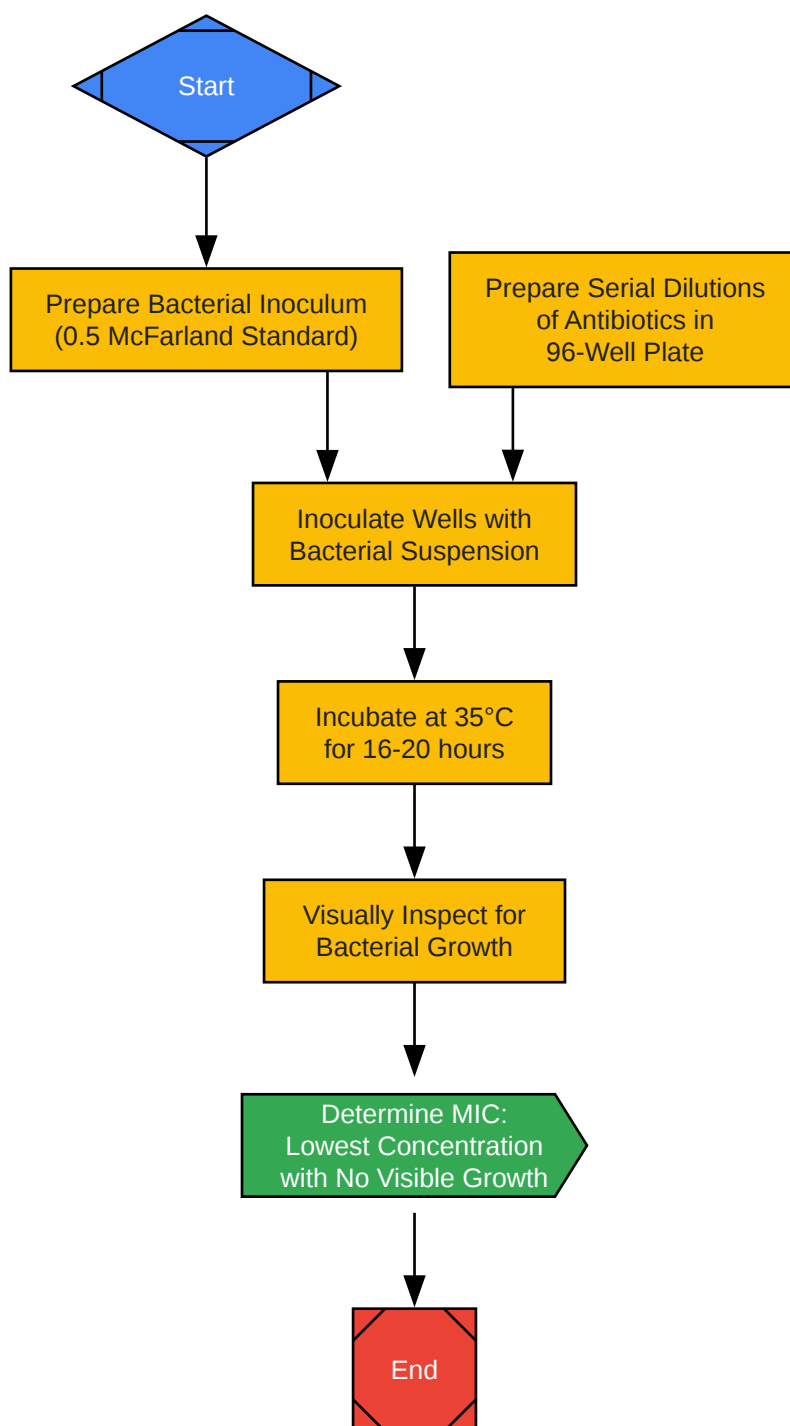 Start
Prepare Bacterial Inoculum
(0.5 McFarland Standard)
Prepare Serial Dilutions
of Antibiotics in
96-Well Plate
Inoculate Wells with
Bacterial Suspension
Incubate at 35°C
for 16-20 hours
Visually Inspect for
Bacterial Growth
Determine MIC:
Lowest Concentration
with No Visible Growth
End